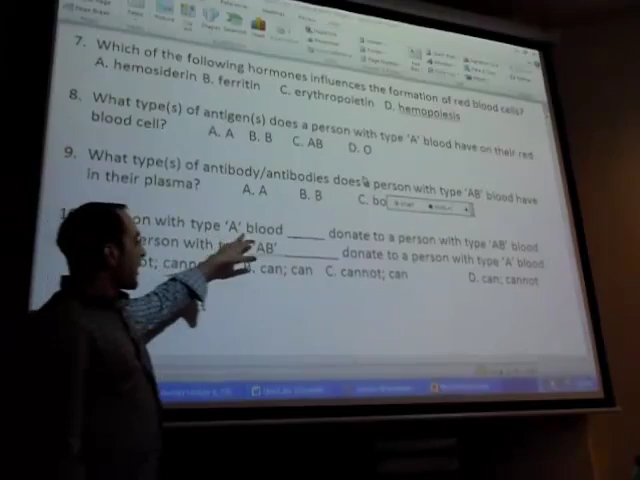 7. Which of the following hormones influences the formation of red blood cells?
A. hemosiderin B. ferritin C. erythropoietin D. hemopoiesis
8. What type(s) of antigen(s) does a person with type 'A' blood have on their red
blood cell? A. A B. B C. AB D. O
9. What type(s) of antibody/antibodies does a person with type 'AB' blood have
in their plasma? A. A B. B C. bo
on with type 'A' blood _____ donate to a person with type 'AB' blood
erson with 'AB' _____ donate to a person with type 'A' blood
ot; cann B. can; can C. cannot; can D. can; cannot